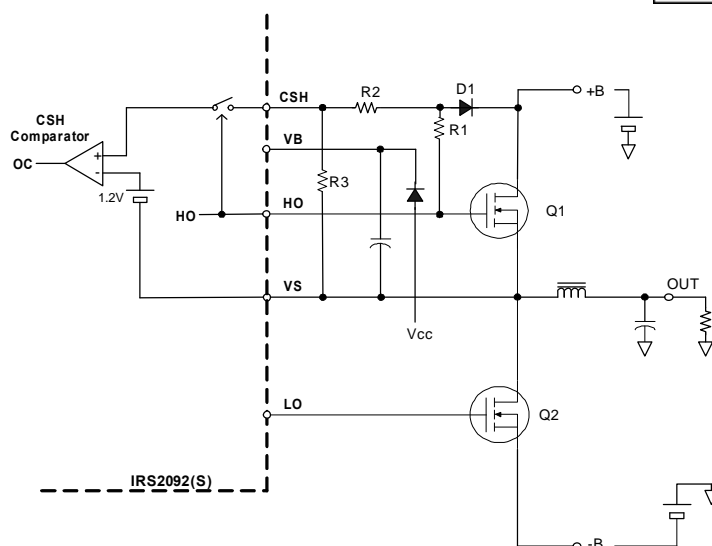 +B
D1
R2
CSH
CSH
Comparator
R1
VB
OC
+
-
1.2V
R3
HO
HO
Q1
VS
OUT
Vcc
LO
Q2
IRS2092(S)
-B